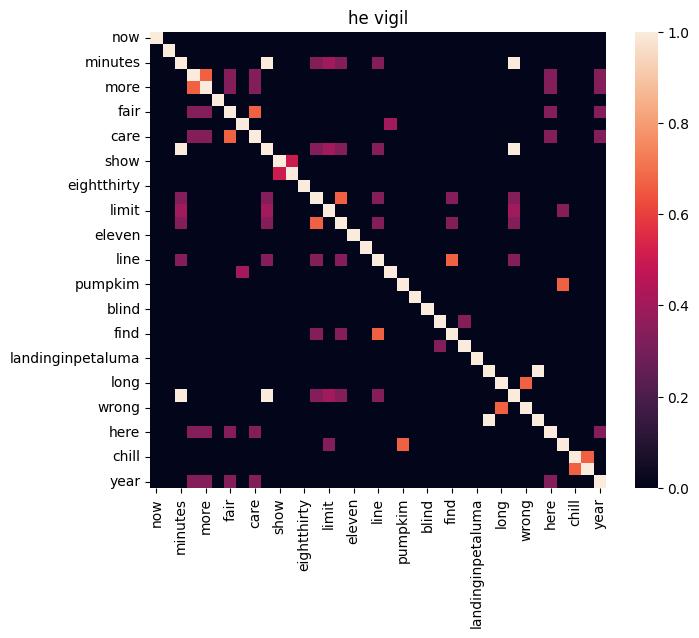 he vigil
now
minutes
more
fair
care
show
eightthirty
limit
eleven
line
pumpkim
blind
find
landinginpetaluma
long
wrong
here
chill
year
now
minutes
more
fair
care
show
eightthirty
limit
eleven
line
pumpkim
blind
find
landinginpetaluma
long
wrong
here
chill
year
1.0
0.8
0.6
0.4
0.2
0.0